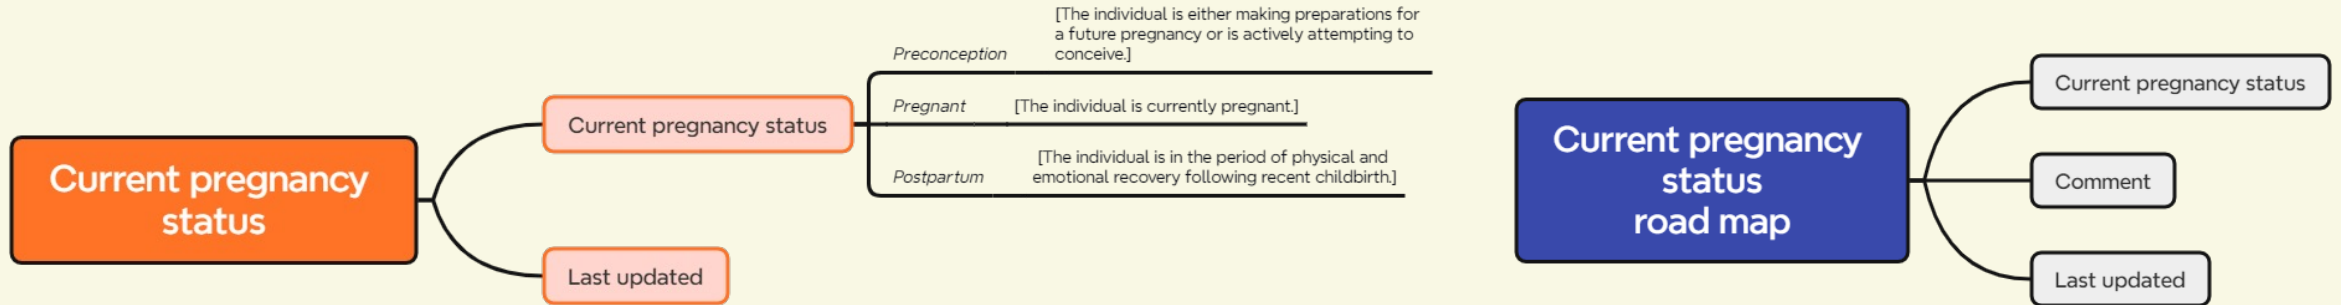 Current pregnancy
status
Current pregnancy status
Preconception
[The individual is either making preparations for
a future pregnancy or is actively attempting to
conceive.]
Pregnant
[The individual is currently pregnant.]
Postpartum
[The individual is in the period of physical and
emotional recovery following recent childbirth.]
Last updated
Current pregnancy
status
road map
Current pregnancy status
Comment
Last updated